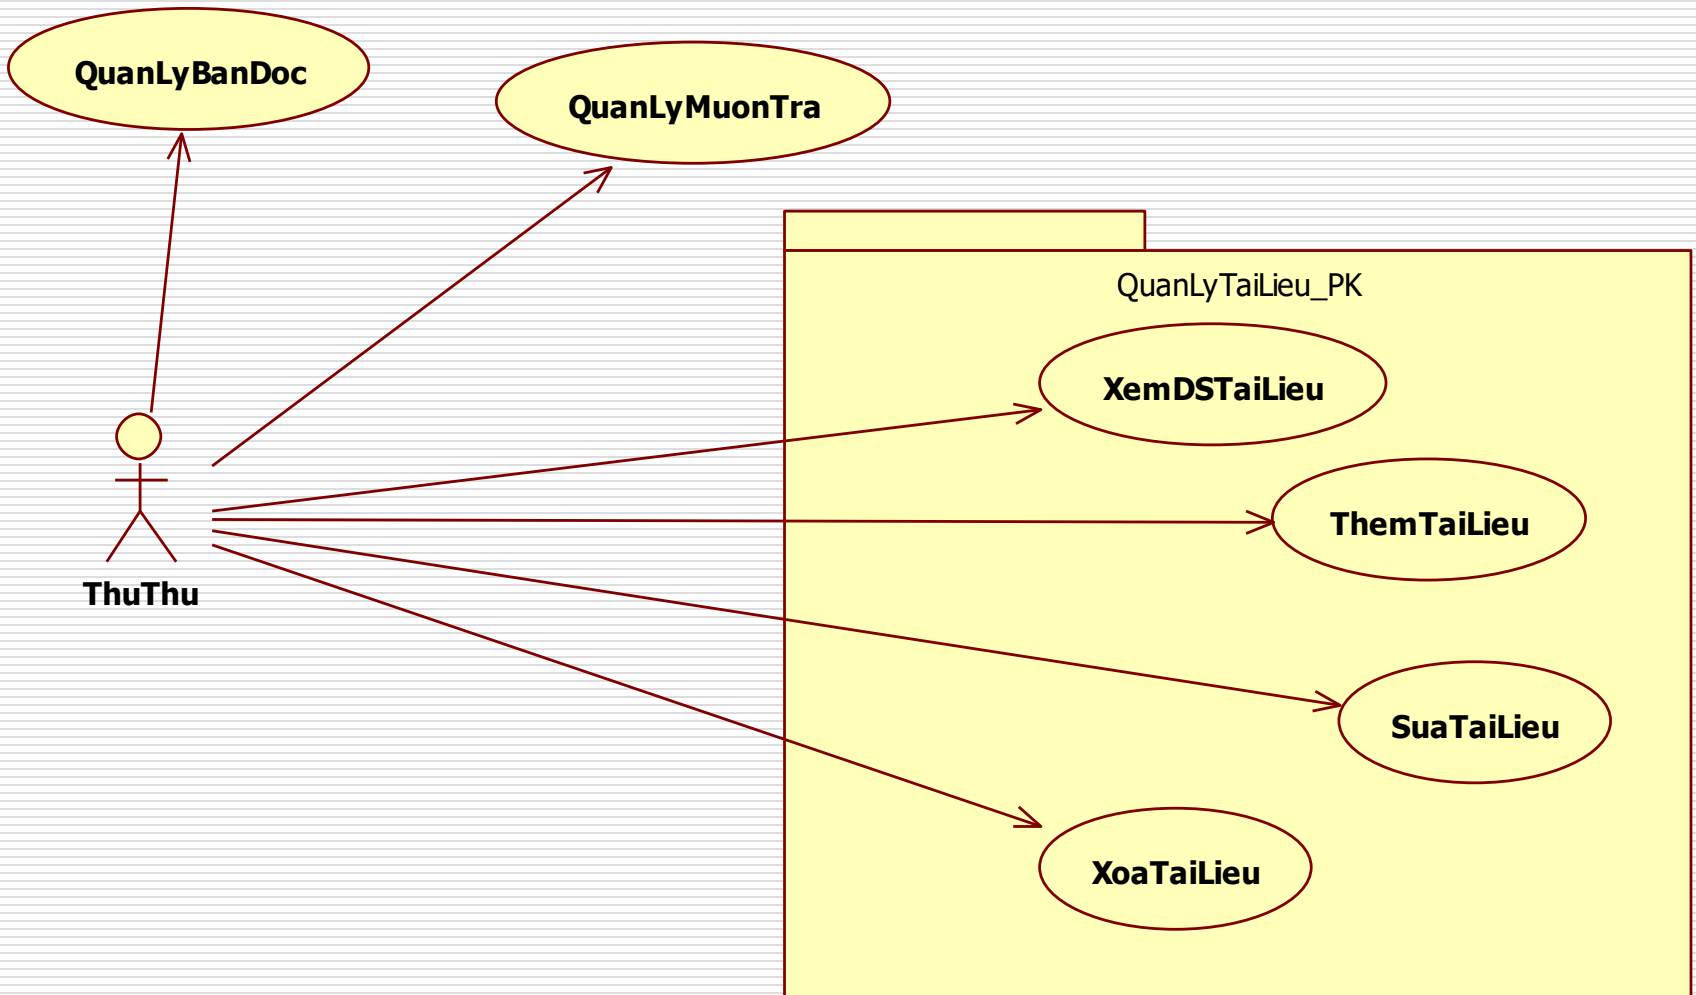 QuanLyBanDoc
QuanLyMuonTra
QuanLyTaiLieu_PK
XemDSTaiLieu
ThemTaiLieu
ThuThu
SuaTaiLieu
XoaTaiLieu